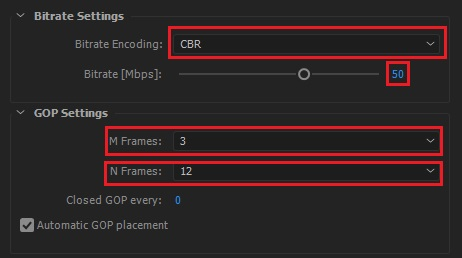 Bitrate Settings
Bitrate Encoding: CBR
Bitrate [Mbps]: 50
GOP Settings
M Frames: 3
N Frames: 12
Closed GOP every: 0
Automatic GOP placement